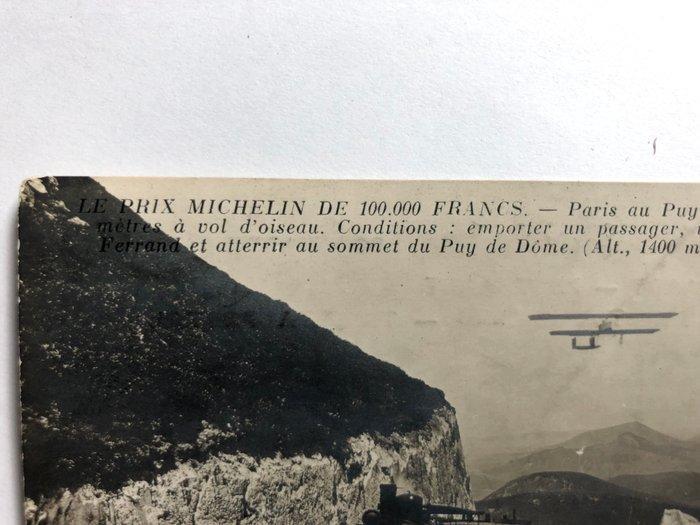 LE PRIX MICHELIN DE 100.000 FRANCS. — Paris au Puy
mètres à vol d'oiseau. Conditions : emporter un passager,
Ferrand et atterrir au sommet du Puy de Dôme. (Alt., 1400 m